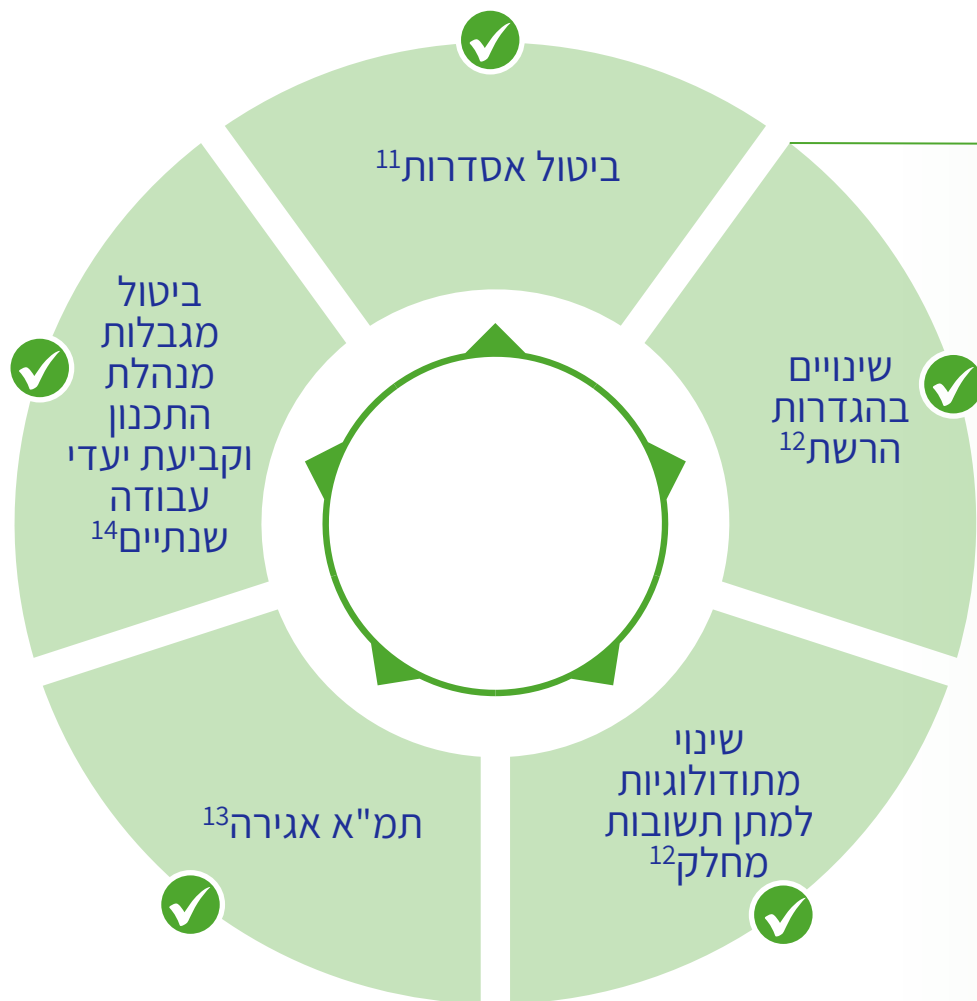 ביטול אסדרות¹¹
שינויים
בהגדרות
הרשת¹²
שינוי
מתודולוגיות
למתן תשובות
מחלק¹²
תמ"א אגירה¹³
ביטול
מגבלות
מנהלת
התכנון
וקביעת יעדי
עבודה
שנתיים¹⁴